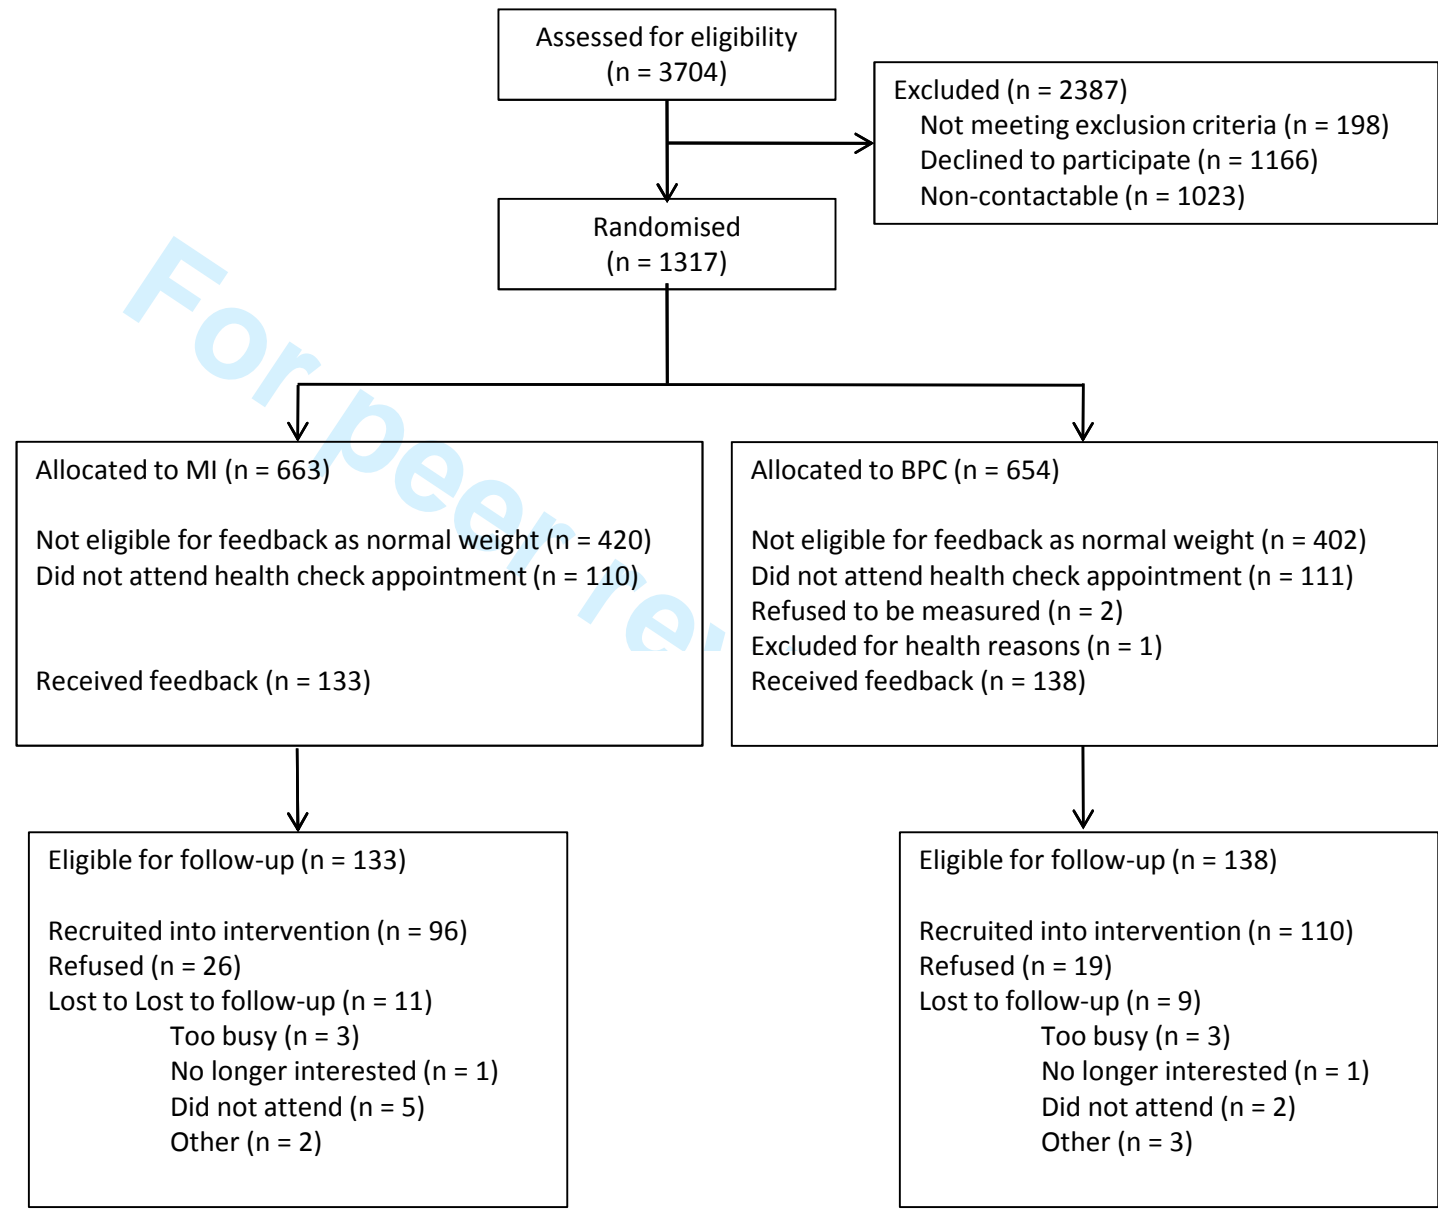 Assessed for eligibility
(n = 3704)
Excluded (n = 2387)
Not meeting exclusion criteria (n = 198)
Declined to participate (n = 1166)
Non-contactable (n = 1023)
Randomised
(n = 1317)
For peer re
Allocated to MI (n = 663)
Not eligible for feedback as normal weight (n = 420)
Did not attend health check appointment (n = 110)
Received feedback (n = 133)
Allocated to BPC (n = 654)
Not eligible for feedback as normal weight (n = 402)
Did not attend health check appointment (n = 111)
Refused to be measured (n = 2)
Excluded for health reasons (n = 1)
Received feedback (n = 138)
Eligible for follow-up (n = 133)
Recruited into intervention (n = 96)
Refused (n = 26)
Lost to Lost to follow-up (n = 11)
Too busy (n = 3)
No longer interested (n = 1)
Did not attend (n = 5)
Other (n = 2)
Eligible for follow-up (n = 138)
Recruited into intervention (n = 110)
Refused (n = 19)
Lost to follow-up (n = 9)
Too busy (n = 3)
No longer interested (n = 1)
Did not attend (n = 2)
Other (n = 3)